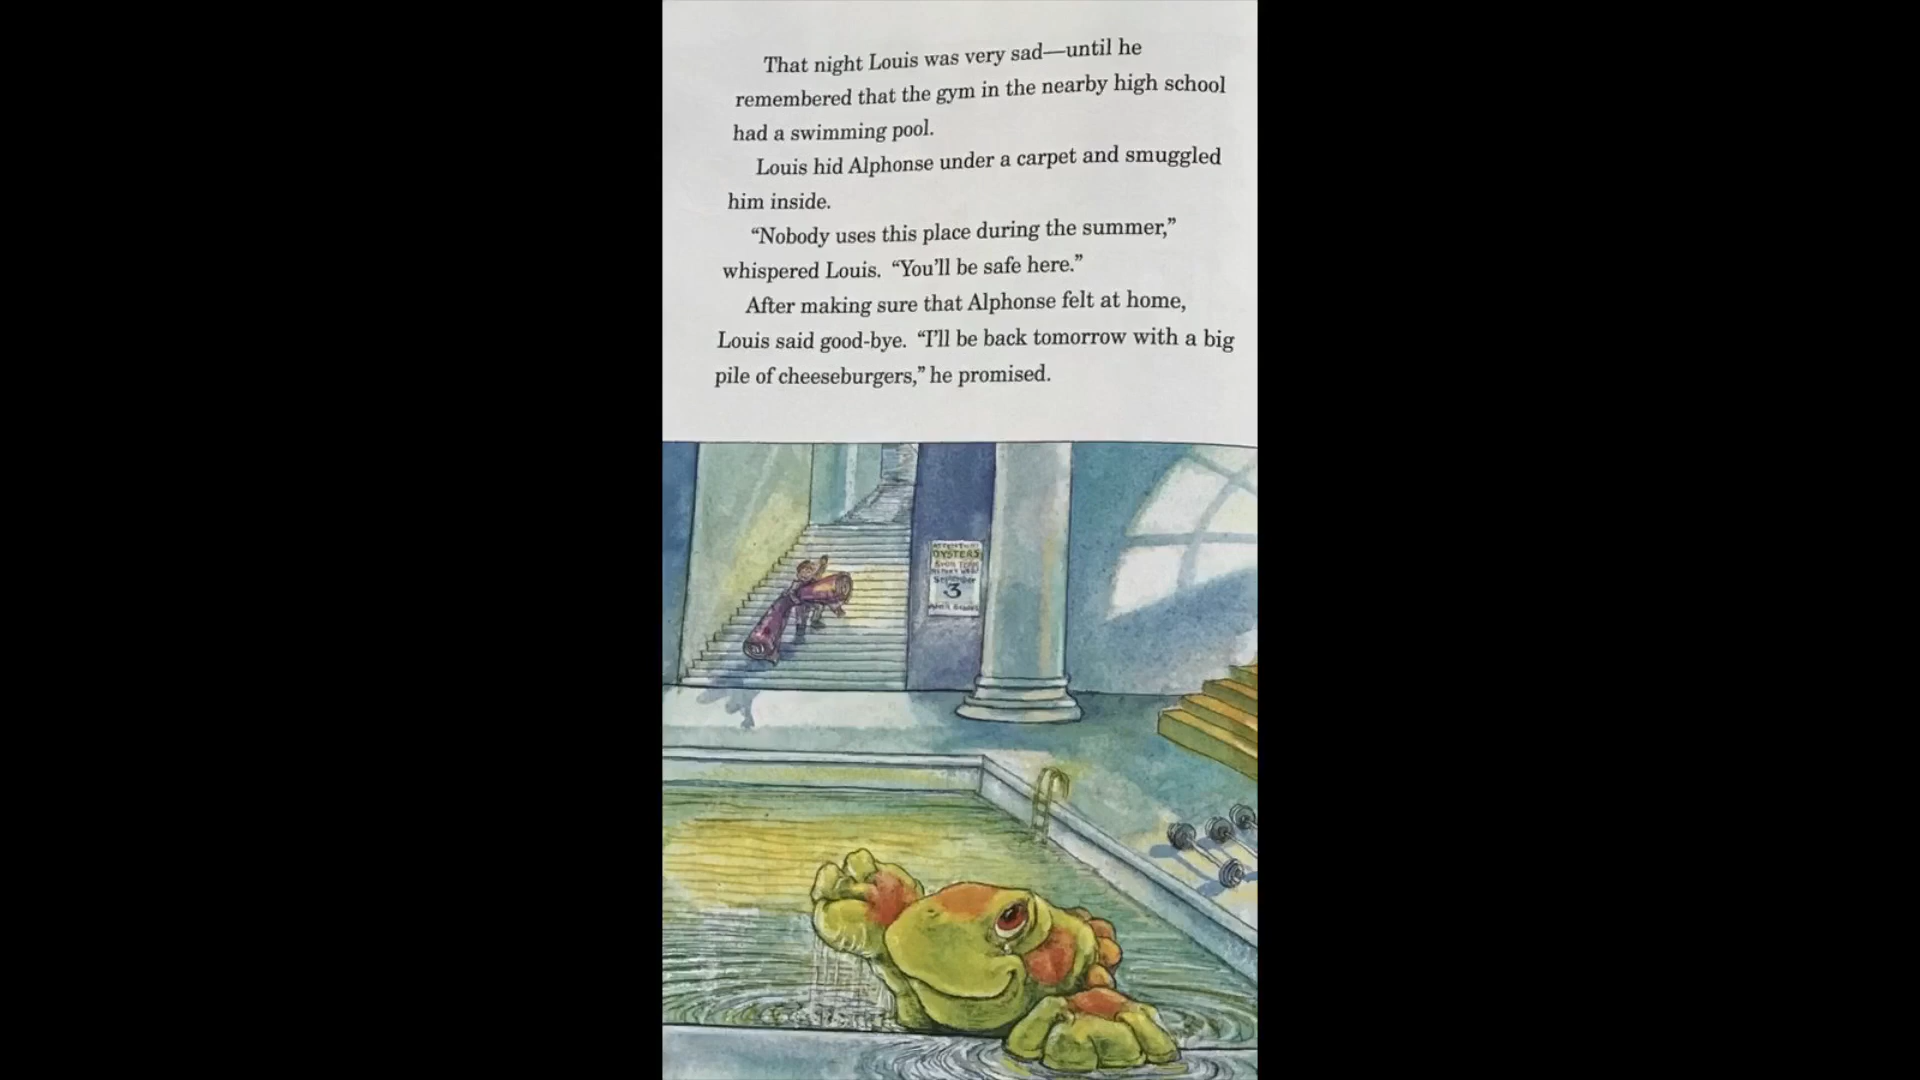 That night Louis was very sad—until he
remembered that the gym in the nearby high school
had a swimming pool.
Louis hid Alphonse under a carpet and smuggled
him inside.
“Nobody uses this place during the summer,”
whispered Louis. “You’ll be safe here.”
After making sure that Alphonse felt at home,
Louis said good-bye. “I’ll be back tomorrow with a big
pile of cheeseburgers,” he promised.
OYSTERS
September
3